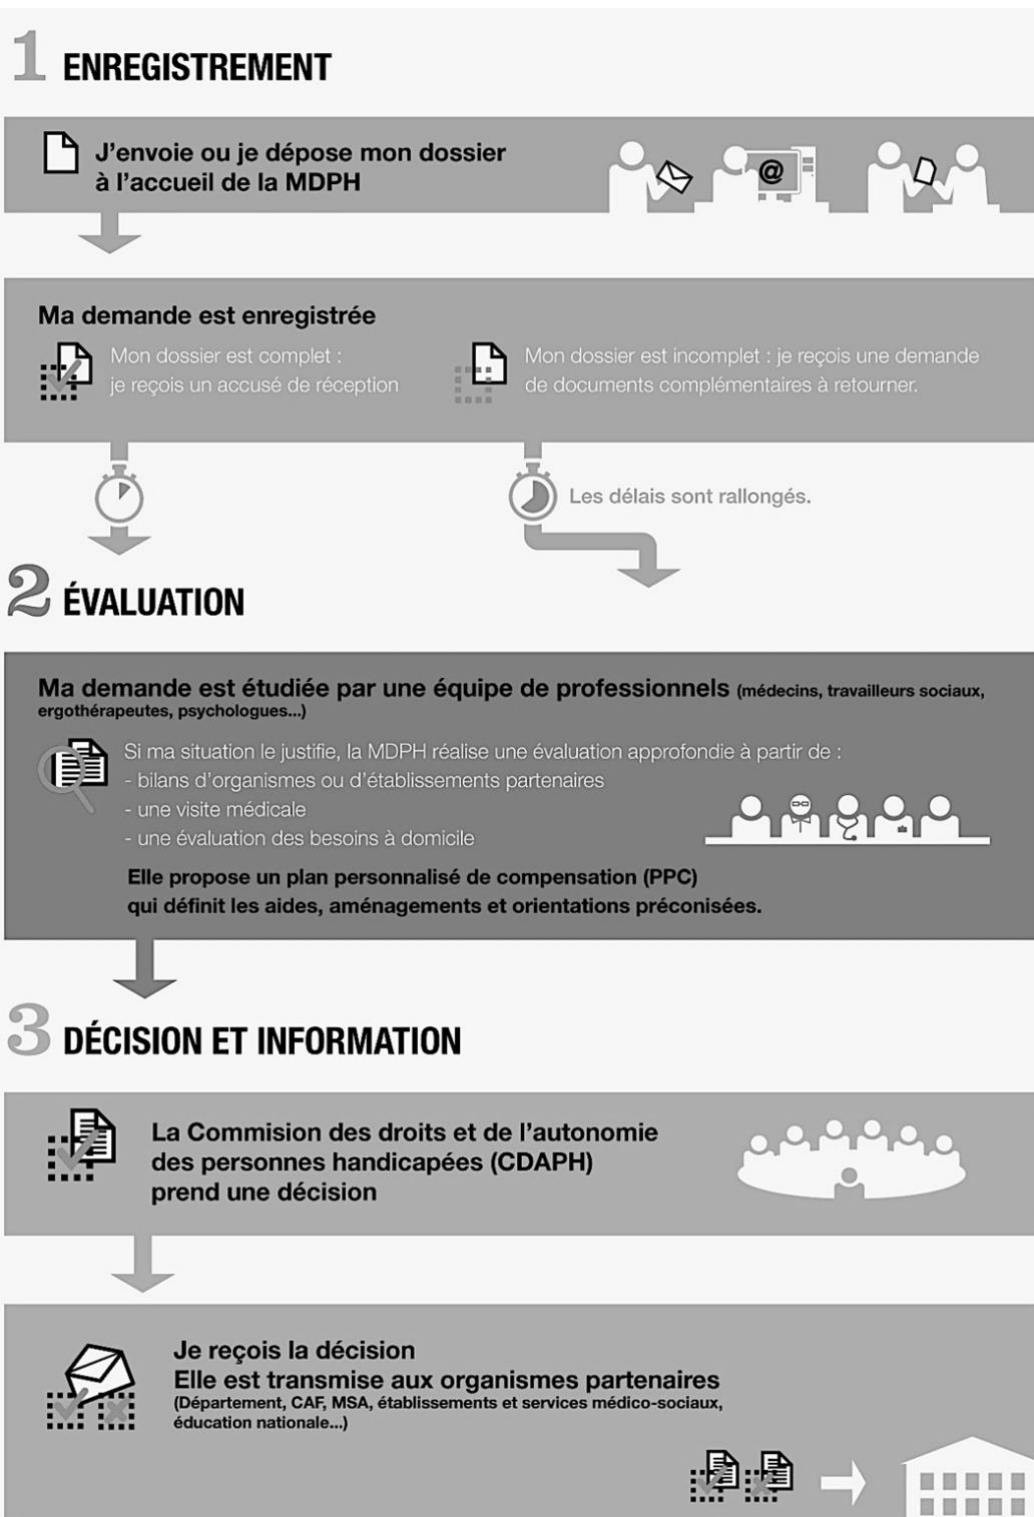 1 ENREGISTREMENT
J’envoie ou je dépose mon dossier
à l’accueil de la MDPH
@
Ma demande est enregistrée
Mon dossier est complet :
je reçois un accusé de réception
Mon dossier est incomplet : je reçois une demande
de documents complémentaires à retourner.
Les délais sont rallongés.
2 ÉVALUATION
Ma demande est étudiée par une équipe de professionnels (médecins, travailleurs sociaux,
ergothérapeutes, psychologues...)
Si ma situation le justifie, la MDPH réalise une évaluation approfondie à partir de :
- bilans d’organismes ou d’établissements partenaires
- une visite médicale
- une évaluation des besoins à domicile
Elle propose un plan personnalisé de compensation (PPC)
qui définit les aides, aménagements et orientations préconisées.
3 DÉCISION ET INFORMATION
La Commision des droits et de l’autonomie
des personnes handicapées (CDAPH)
prend une décision
Je reçois la décision
Elle est transmise aux organismes partenaires
(Département, CAF, MSA, établissements et services médico-sociaux,
éducation nationale...)